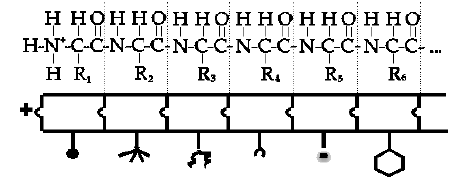 H H O H H O H H O H H O H H O H H O
H-N⁺-C-C-N-C-C-N-C-C-N-C-C-N-C-C-N-C-C- ...
H R₁ R₂ R₃ R₄ R₅ R₆
+